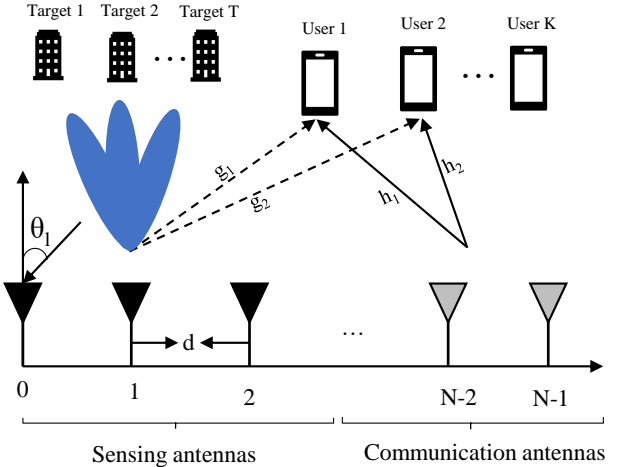 Target 1 Target 2 Target T
User 1 User 2 User K
...
g1
g2
h1
h2
θ1
d
...
0 1 2 N-2 N-1
Sensing antennas Communication antennas